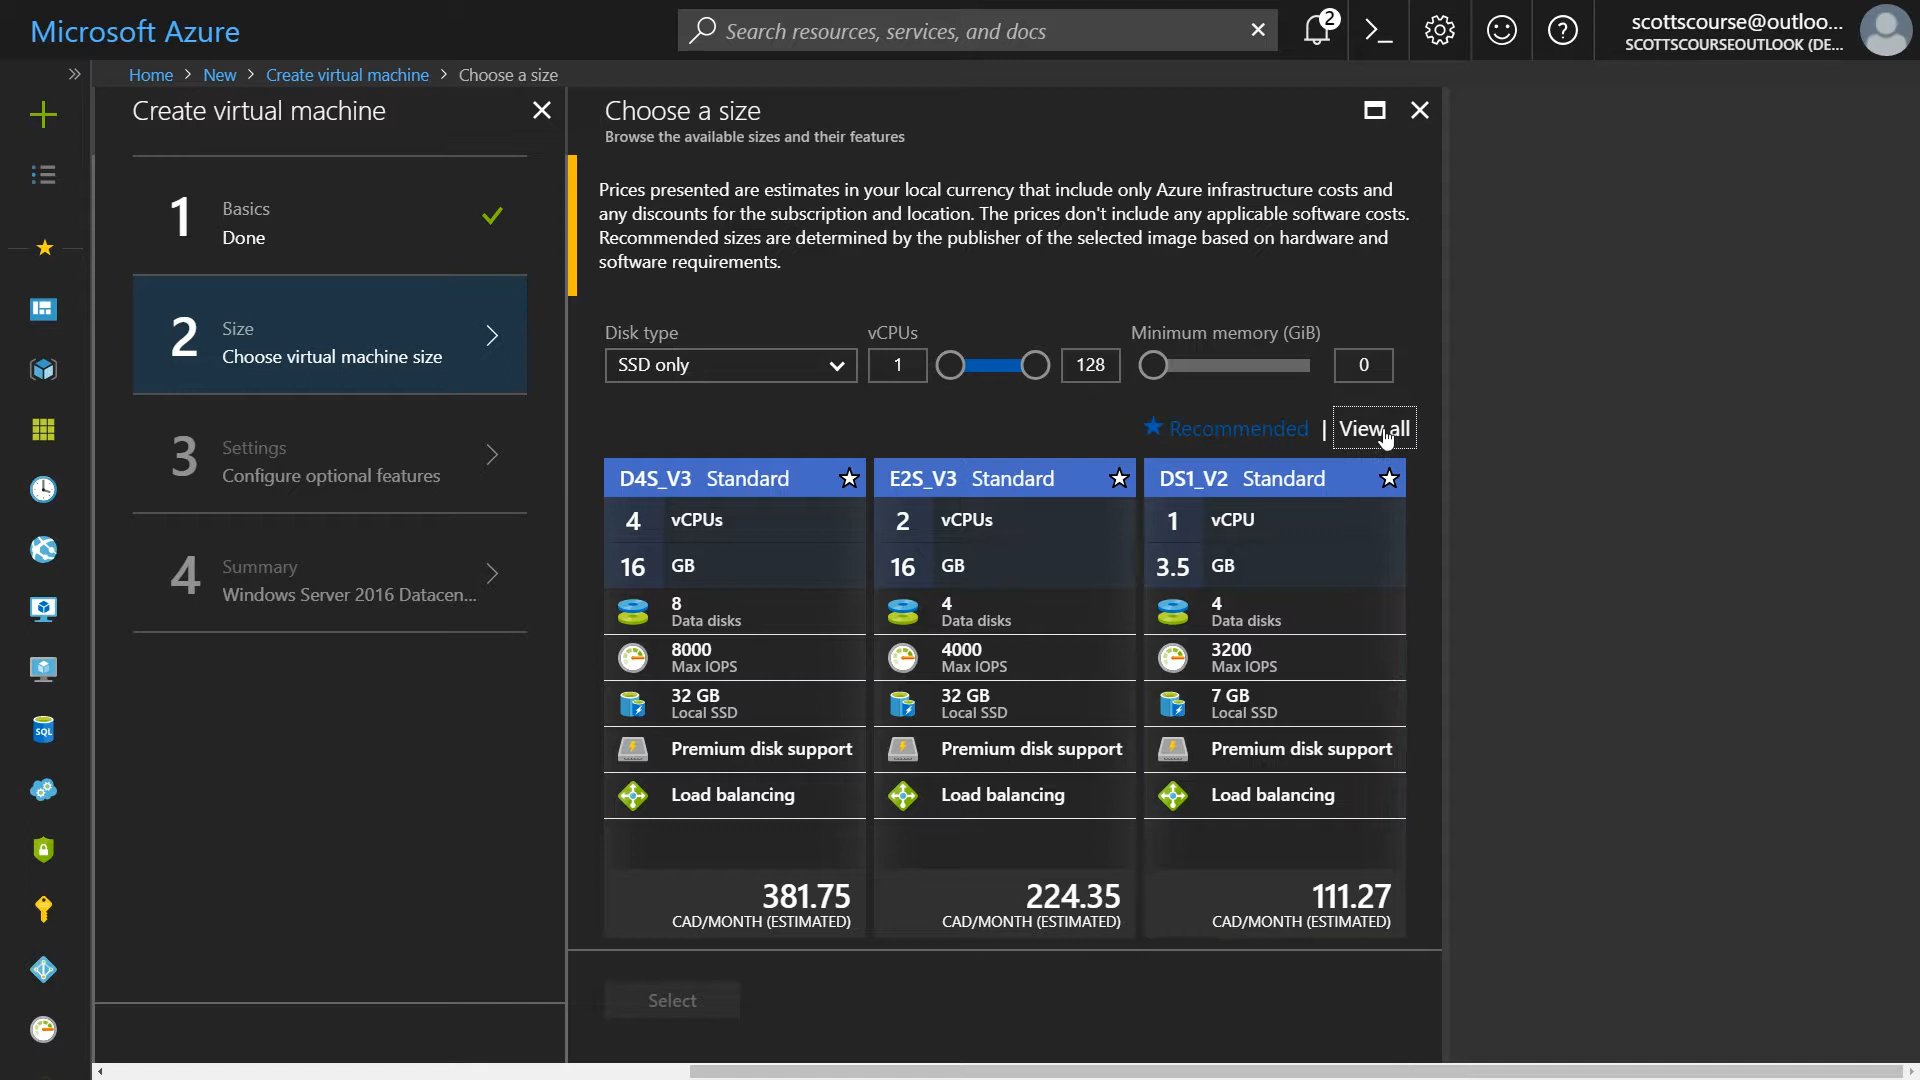 Microsoft Azure
Search resources, services, and docs
2
scottscourse@outloo...
SCOTTSCOURSEOUTLOOK (DE...
Home > New > Create virtual machine > Choose a size
Create virtual machine
1
Basics
Done
2
Size
Choose virtual machine size
3
Settings
Configure optional features
4
Summary
Windows Server 2016 Datacen...
SQL
Choose a size
Browse the available sizes and their features
Prices presented are estimates in your local currency that include only Azure infrastructure costs and
any discounts for the subscription and location. The prices don't include any applicable software costs.
Recommended sizes are determined by the publisher of the selected image based on hardware and
software requirements.
Disk type
SSD only
vCPUs
1
128
Minimum memory (GiB)
0
Recommended | View all
D4S_V3 Standard
4 vCPUs
16 GB
8
Data disks
8000
Max IOPS
32 GB
Local SSD
Premium disk support
Load balancing
381.75
CAD/MONTH (ESTIMATED)
E2S_V3 Standard
2 vCPUs
16 GB
4
Data disks
4000
Max IOPS
32 GB
Local SSD
Premium disk support
Load balancing
224.35
CAD/MONTH (ESTIMATED)
DS1_V2 Standard
1 vCPU
3.5 GB
4
Data disks
3200
Max IOPS
7 GB
Local SSD
Premium disk support
Load balancing
111.27
CAD/MONTH (ESTIMATED)
Select